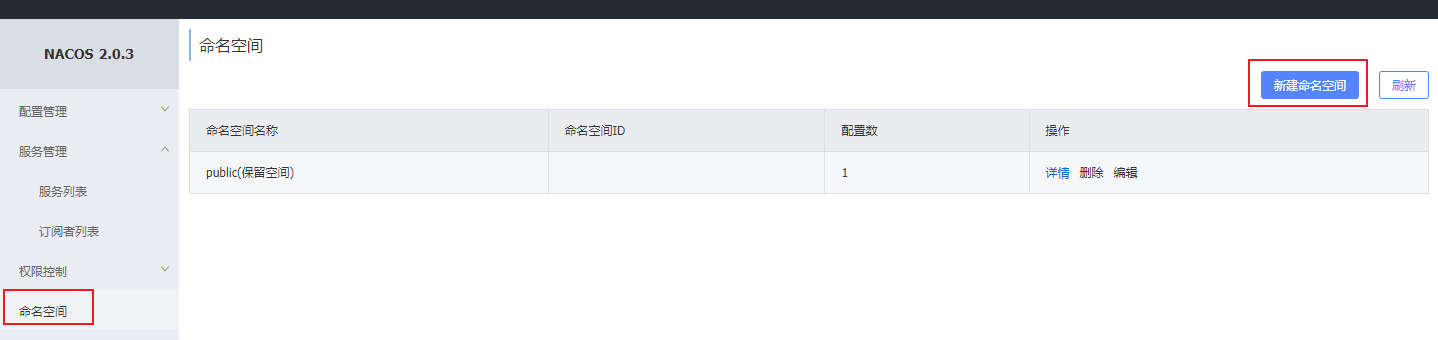 NACOS 2.0.3
配置管理
服务管理
服务列表
订阅者列表
权限控制
命名空间
命名空间
新建命名空间 刷新
命名空间名称 命名空间ID 配置数 操作
public(保留空间) 1 详情 删除 编辑